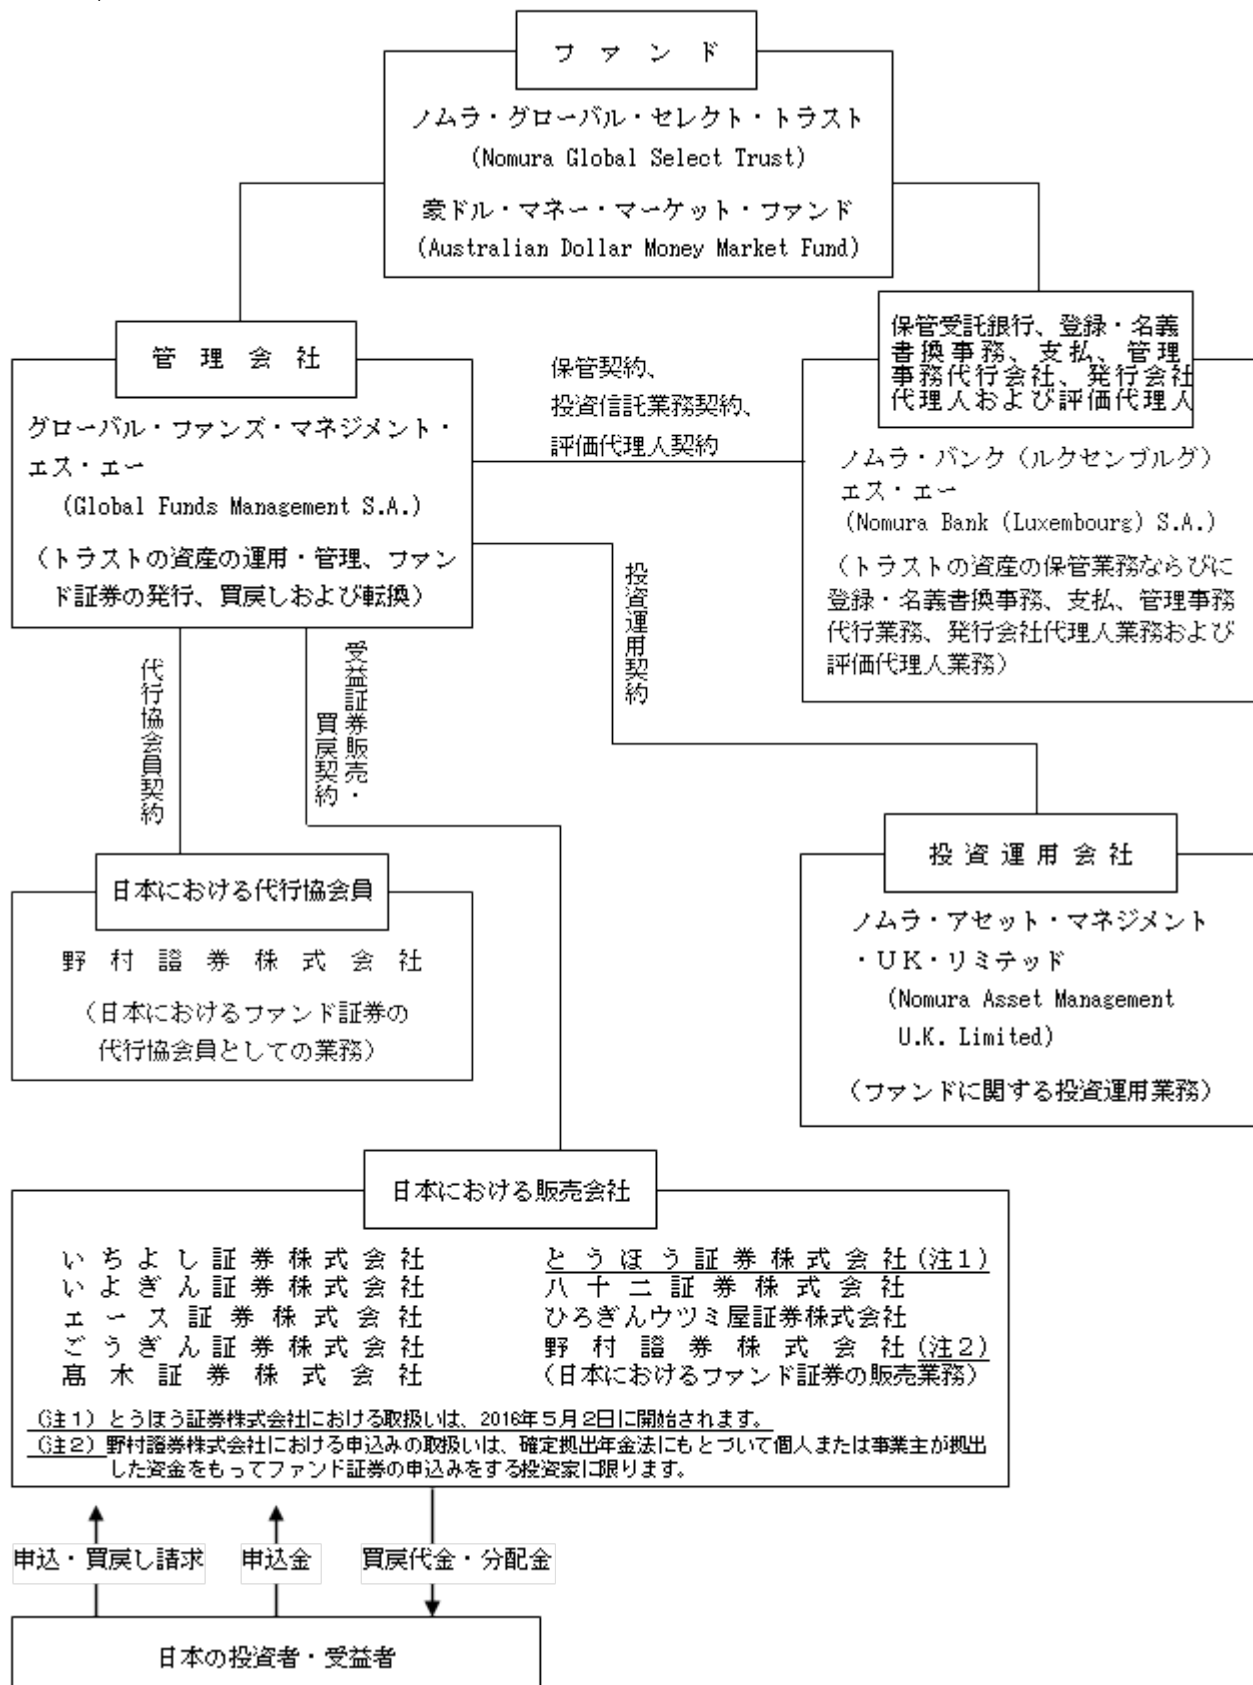 ファンド
ノムラ・グローバル・セレクト・トラスト
(Nomura Global Select Trust)
豪ドル・マネー・マーケット・ファンド
(Australian Dollar Money Market Fund)
管理会社
グローバル・ファンズ・マネジメント・
エス・エー
(Global Funds Management S.A.)
（トラストの資産の運用・管理、ファン
ド証券の発行、買戻しおよび転換）
保管契約、
投資信託業務契約、
評価代理人契約
保管受託銀行、登録・名義
書換事務、支払、管理
事務代行会社、発行会社
代理人および評価代理人
ノムラ・バンク（ルクセンブルグ）
エス・エー
(Nomura Bank (Luxembourg) S.A.)
（トラストの資産の保管業務ならびに
登録・名義書換事務、支払、管理事務
代行業務、発行会社代理人業務および
評価代理人業務）
代行協会員契約
受益証券販売・
買戻契約
投資運用契約
日本における代行協会員
野村證券株式会社
（日本におけるファンド証券の
代行協会員としての業務）
投資運用会社
ノムラ・アセット・マネジメント
・ＵＫ・リミテッド
(Nomura Asset Management
U.K. Limited)
（ファンドに関する投資運用業務）
日本における販売会社
いちよし証券株式会社
いよぎん証券株式会社
エース証券株式会社
ごうぎん証券株式会社
髙木証券株式会社
とうほう証券株式会社(注１)
八十二証券株式会社
ひろぎんウツミ屋証券株式会社
野村證券株式会社(注２)
（日本におけるファンド証券の販売業務）
（注１）とうほう証券株式会社における取扱いは、2016年５月２日に開始されます。
（注２）野村證券株式会社における申込みの取扱いは、確定拠出年金法にもとづいて個人または事業主が拠出
した資金をもってファンド証券の申込みをする投資家に限ります。
申込・買戻し請求
申込金
買戻代金・分配金
日本の投資者・受益者